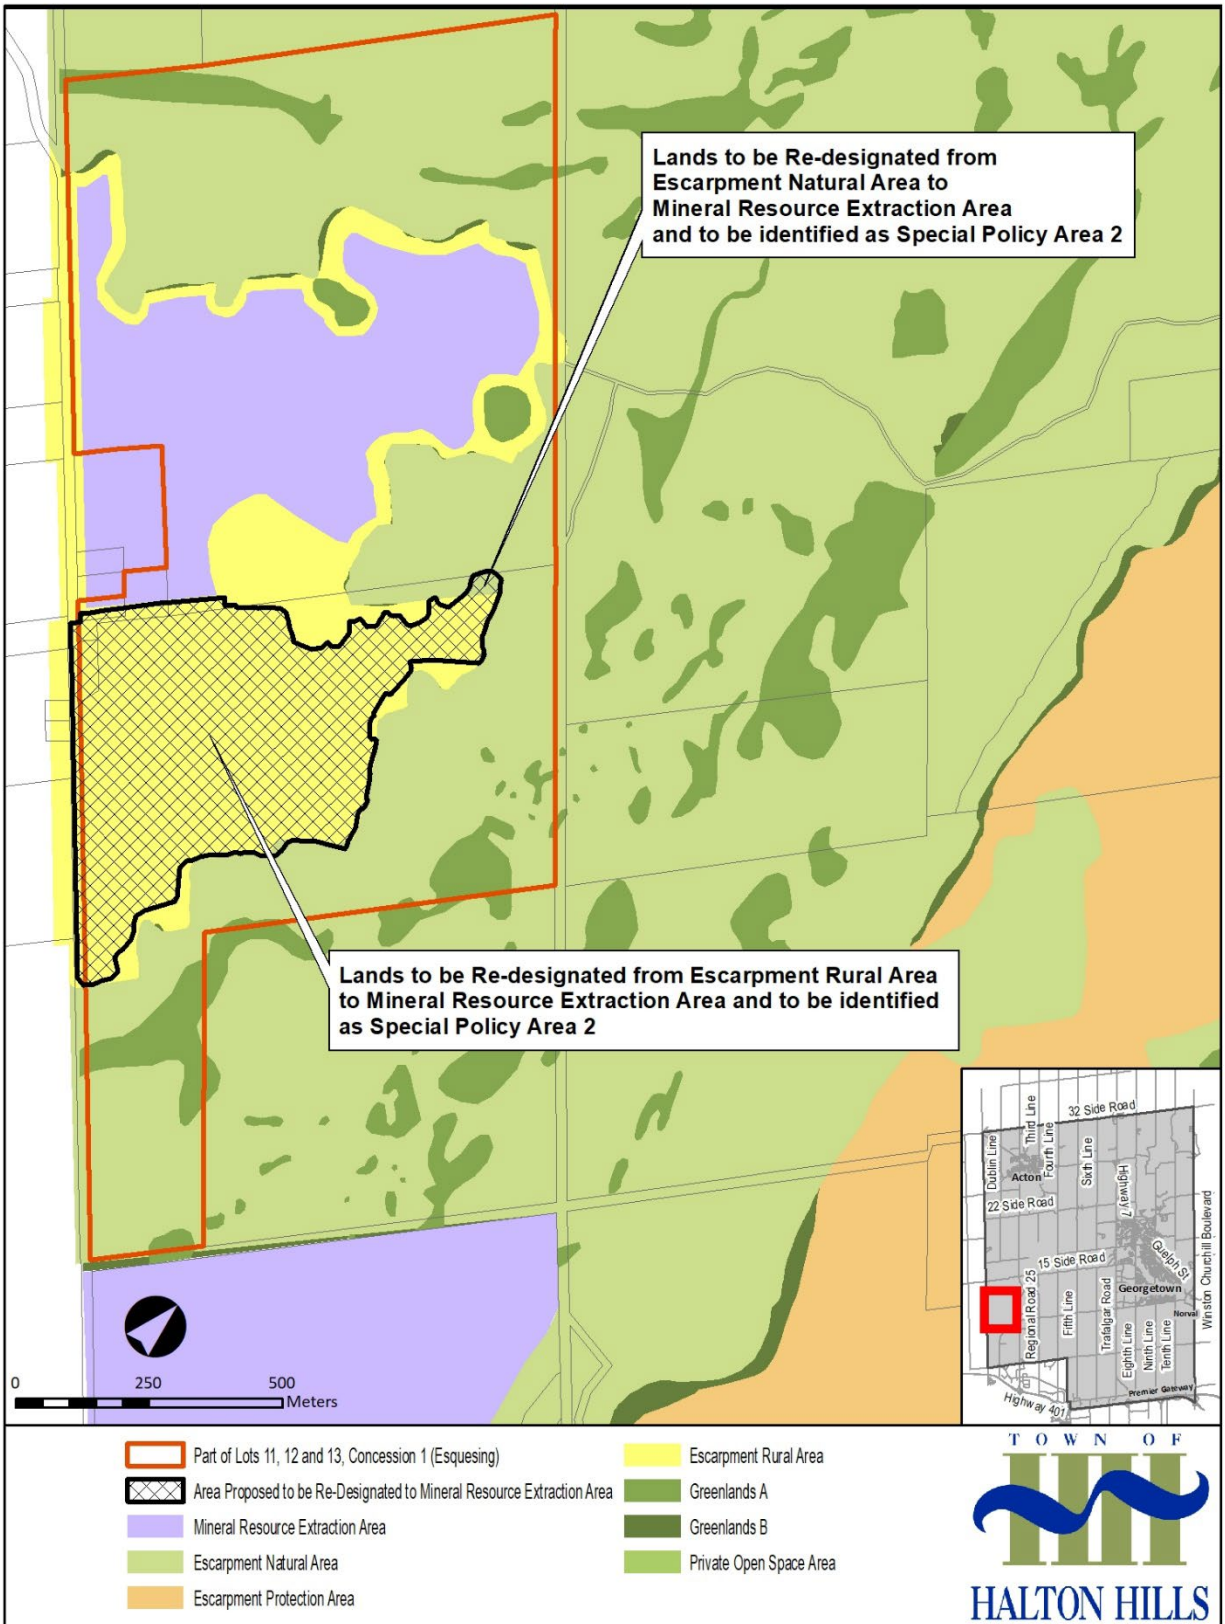 Lands to be Re-designated from
Escarpment Natural Area to
Mineral Resource Extraction Area
and to be identified as Special Policy Area 2
Lands to be Re-designated from Escarpment Rural Area
to Mineral Resource Extraction Area and to be identified
as Special Policy Area 2
32 Side Road
Dublin Line
Third Line
Fourth Line
Acton
Sixth Line
Highway 7
22 Side Road
15 Side Road
Guelph St
Georgetown
Norval
Winston Churchill Boulevard
Regional Road 25
Fifth Line
Trafalgar Road
Eighth Line
Ninth Line
Tenth Line
Premier Gateway
Highway 401
0 250 500
Meters
Part of Lots 11, 12 and 13, Concession 1 (Esquesing)
Area Proposed to be Re-Designated to Mineral Resource Extraction Area
Mineral Resource Extraction Area
Escarpment Natural Area
Escarpment Protection Area
Escarpment Rural Area
Greenlands A
Greenlands B
Private Open Space Area
TOWN OF
HALTON HILLS